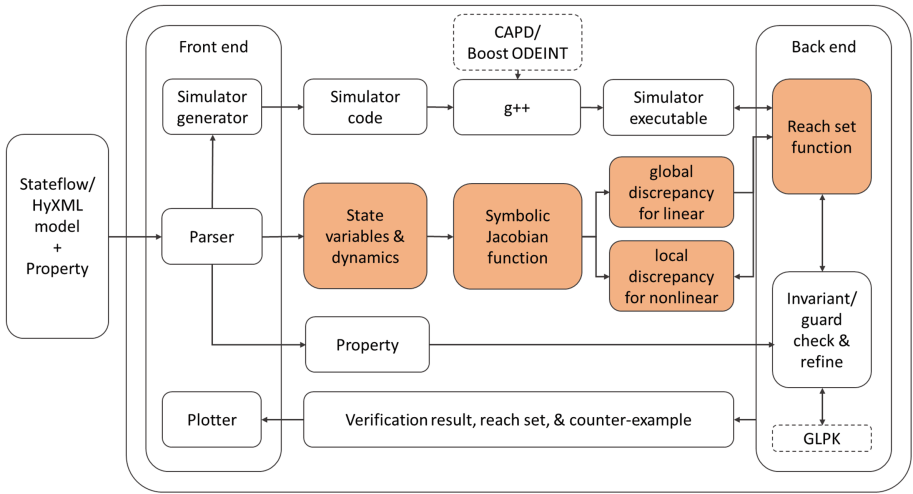 Front end
CAPD/
Boost ODEINT
Back end
Simulator
generator
Simulator
code
g++
Simulator
executable
Reach set
function
Stateflow/
HyXML
model
+
Property
Parser
State
variables &
dynamics
Symbolic
Jacobian
function
global
discrepancy
for linear
local
discrepancy
for nonlinear
Invariant/
guard
check &
refine
Property
Plotter
Verification result, reach set, & counter-example
GLPK